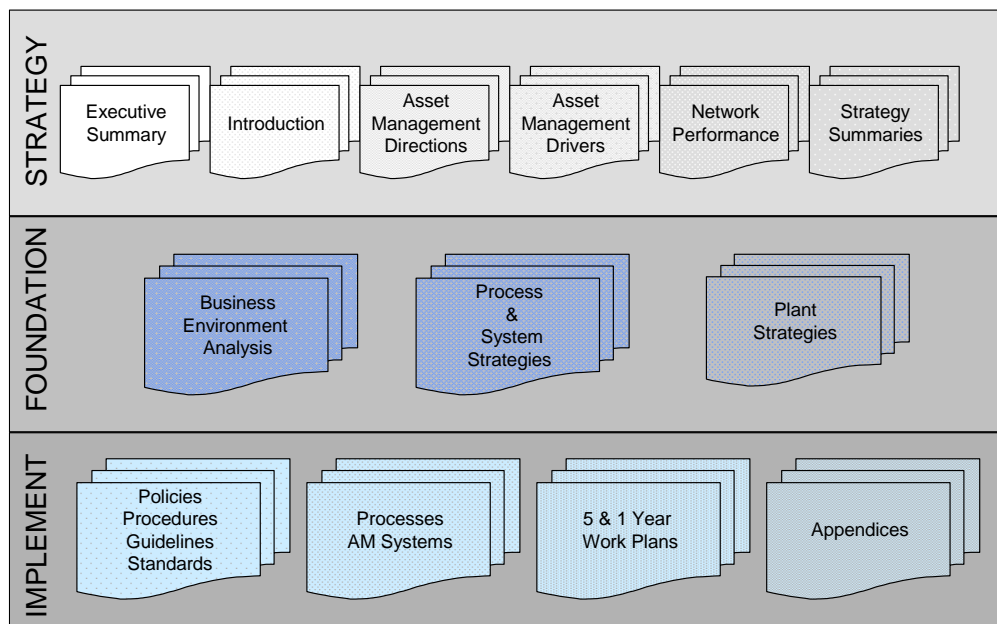 STRATEGY
Executive
Summary
Introduction
Asset
Management
Directions
Asset
Management
Drivers
Network
Performance
Strategy
Summaries
FOUNDATION
Business
Environment
Analysis
Process
&
System
Strategies
Plant
Strategies
IMPLEMENT
Policies
Procedures
Guidelines
Standards
Processes
AM Systems
5 & 1 Year
Work Plans
Appendices